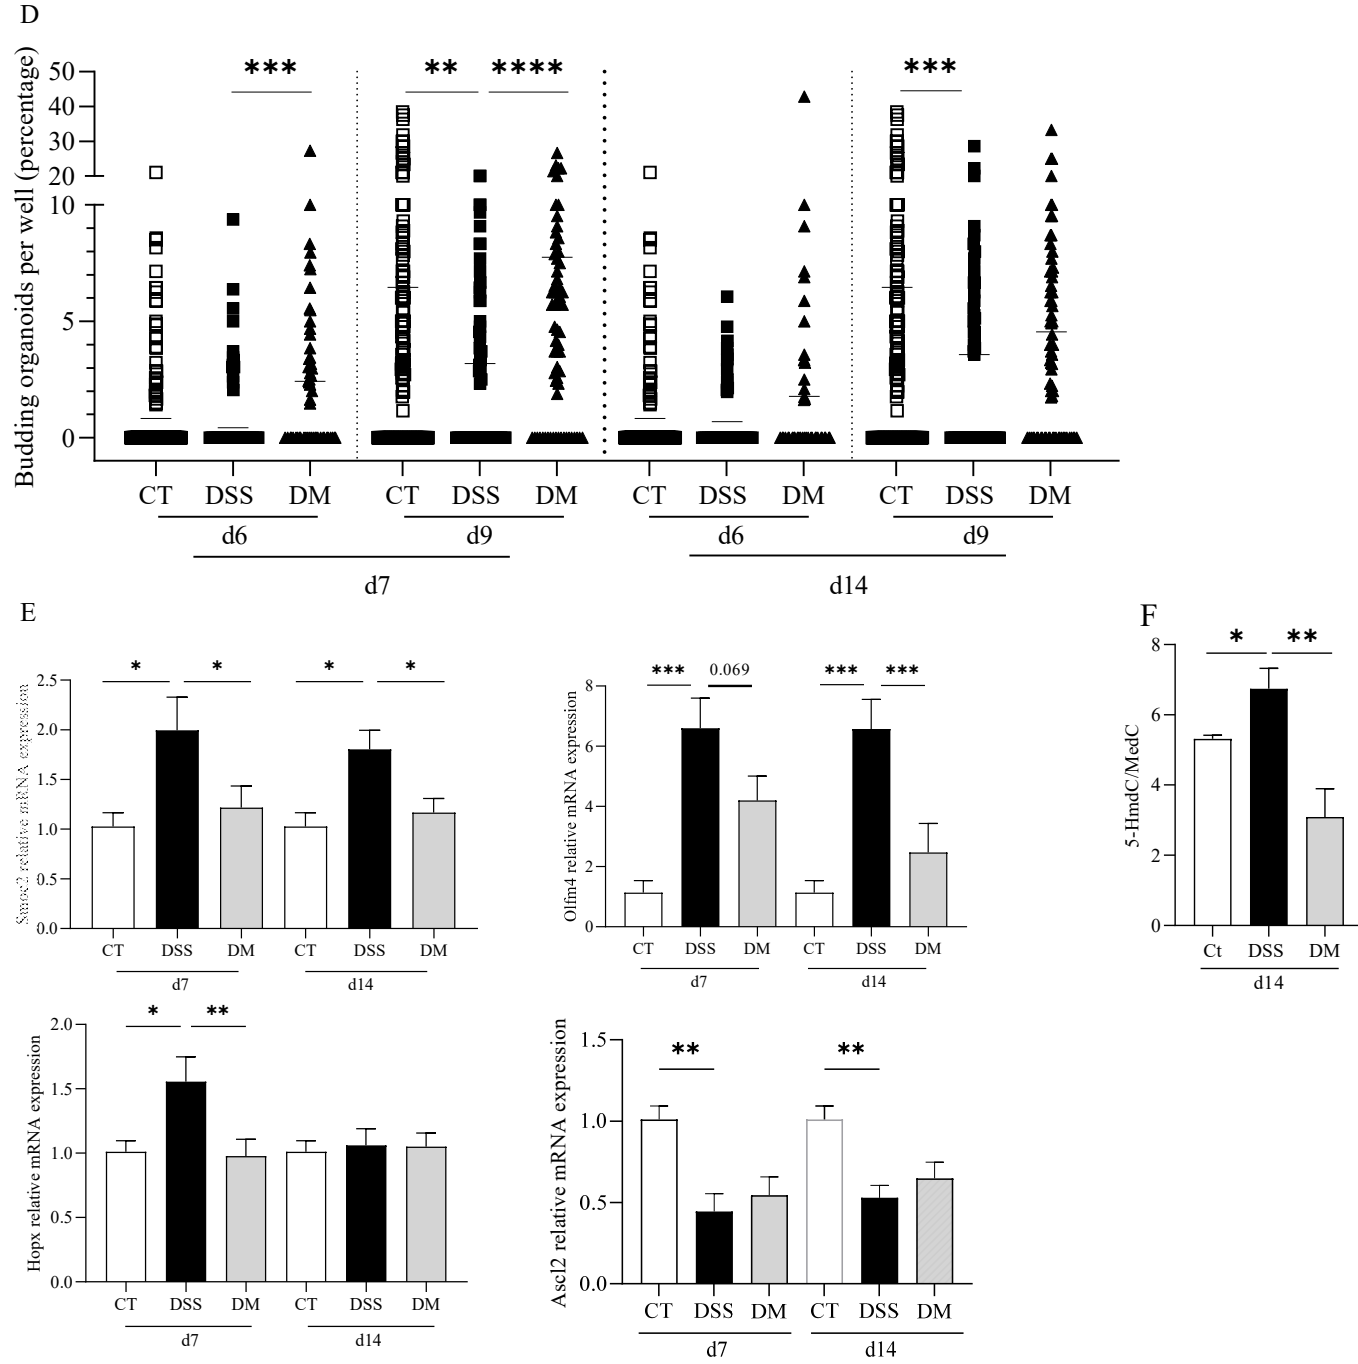 D
Budding organoids per well (percentage)
50
40
30
20
10
5
0
*** ** **** ***
CT DSS DM CT DSS DM CT DSS DM CT DSS DM
d6 d9 d6 d9
d7 d14
E
Smoc2 relative mRNA expression
2.5
2.0
1.5
1.0
0.5
0.0
* * * *
CT DSS DM CT DSS DM
d7 d14
Olfm4 relative mRNA expression
8
6
4
2
0
*** 0.069 *** ***
CT DSS DM CT DSS DM
d7 d14
F
5-HmdC/MedC
8
6
4
2
0
* **
Ct DSS DM
d14
Hopx relative mRNA expression
2.0
1.5
1.0
0.5
0.0
* **
CT DSS DM CT DSS DM
d7 d14
Ascl2 relative mRNA expression
1.5
1.0
0.5
0.0
** **
CT DSS DM CT DSS DM
d7 d14